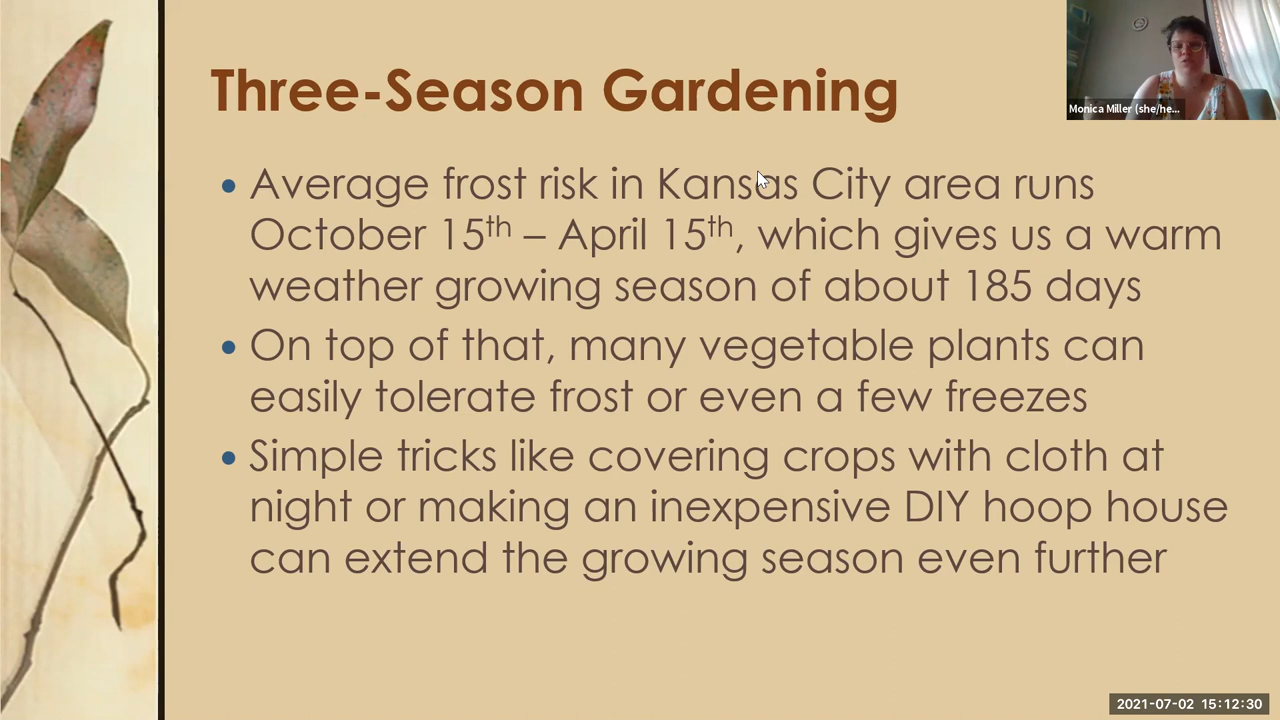 Three-Season Gardening
Monica Miller (she/he...
• Average frost risk in Kansas City area runs
October 15th – April 15th, which gives us a warm
weather growing season of about 185 days
• On top of that, many vegetable plants can
easily tolerate frost or even a few freezes
• Simple tricks like covering crops with cloth at
night or making an inexpensive DIY hoop house
can extend the growing season even further
2021-07-02 15:12:30